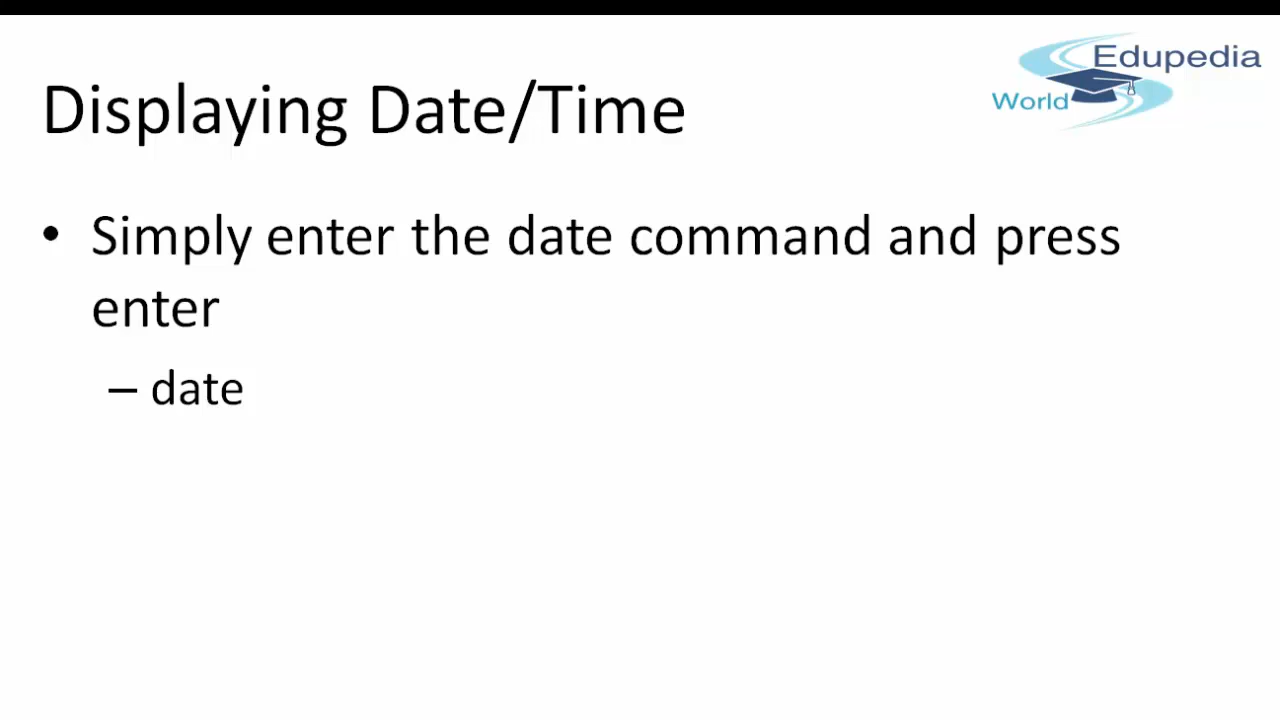 Edupedia
World
Displaying Date/Time
• Simply enter the date command and press
enter
– date